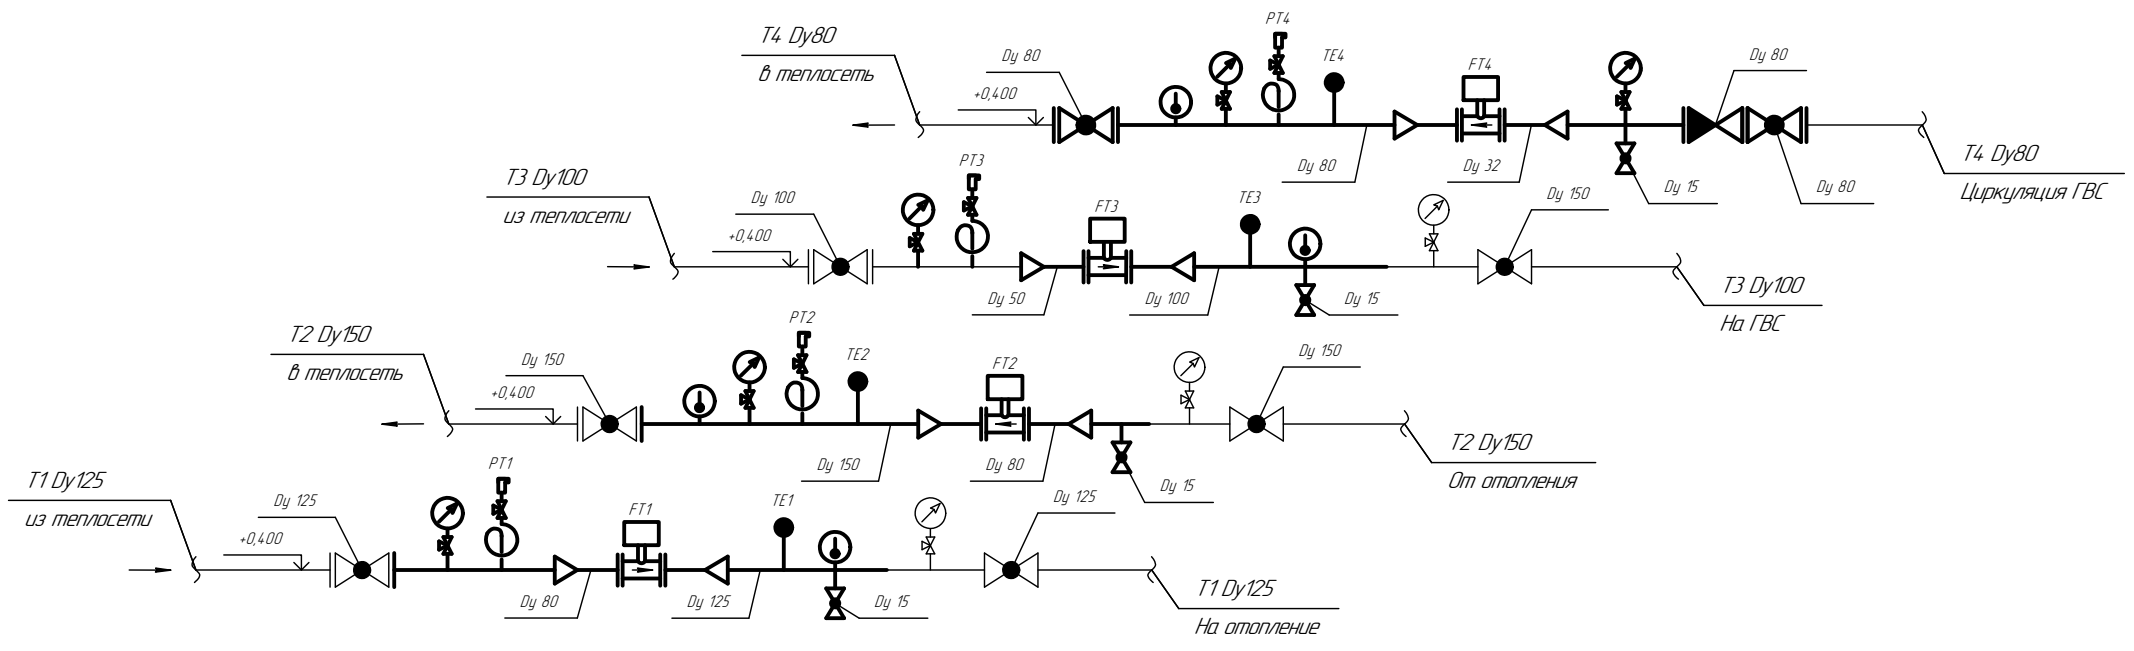 T4 Dy80
в теплосеть
+0,400
Dy 80
PT4
TE4
FT4
Dy 80
Dy 80
Dy 32
Dy 15
Dy 80
T4 Dy80
Циркуляция ГВС
T3 Dy100
из теплосети
+0,400
Dy 100
PT3
FT3
TE3
Dy 150
Dy 50
Dy 100
Dy 15
T3 Dy100
На ГВС
T2 Dy150
в теплосеть
+0,400
Dy 150
PT2
TE2
FT2
Dy 150
Dy 150
Dy 80
Dy 15
T2 Dy150
От отопления
T1 Dy125
из теплосети
+0,400
Dy 125
PT1
FT1
TE1
Dy 125
Dy 80
Dy 125
Dy 15
T1 Dy125
На отопление